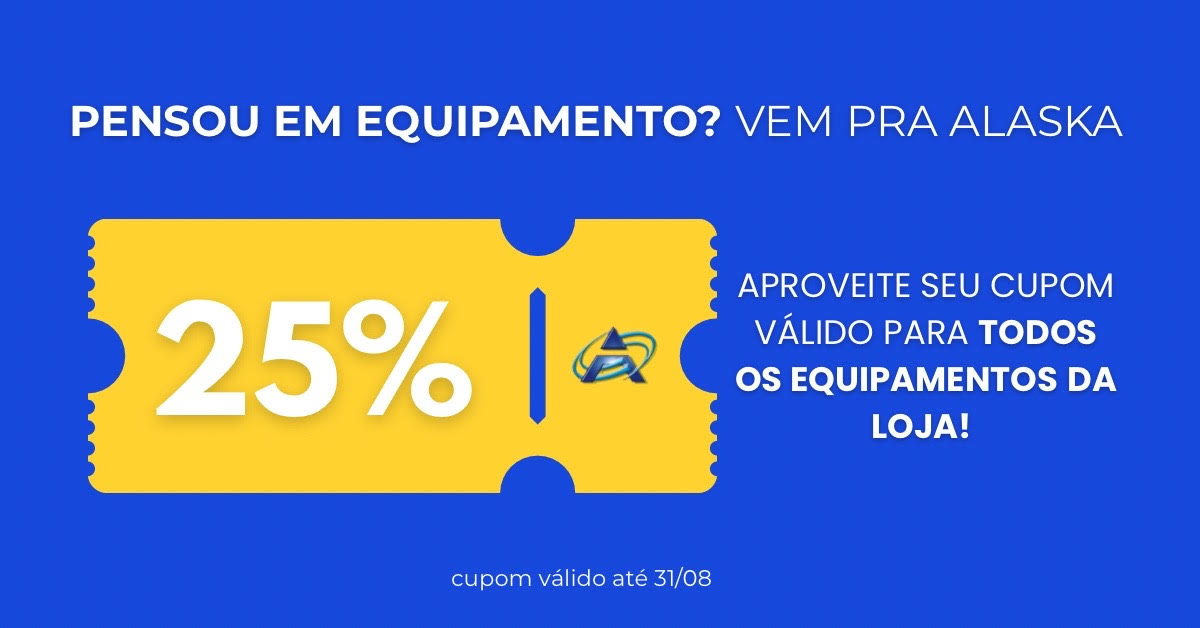 PENSOU EM EQUIPAMENTO? VEM PRA ALASKA
25%
APROVEITE SEU CUPOM
VÁLIDO PARA TODOS
OS EQUIPAMENTOS DA
LOJA!
cupom válido até 31/08